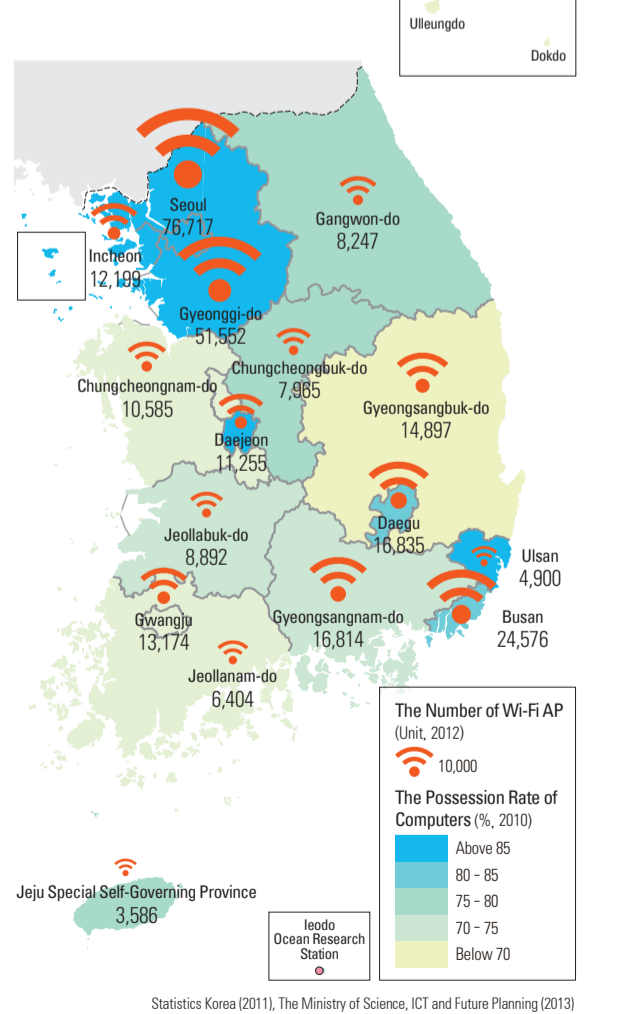 Ulleungdo
Dokdo
Seoul
76,717
Gangwon-do
8,247
Incheon
12,199
Gyeonggi-do
51,552
Chungcheongbuk-do
7,965
Chungcheongnam-do
10,585
Gyeongsangbuk-do
14,897
Daejeon
11,255
Daegu
16,835
Jeollabuk-do
8,892
Ulsan
4,900
Gwangju
13,174
Gyeongsangnam-do
16,814
Busan
24,576
Jeollanam-do
6,404
The Number of Wi-Fi AP
(Unit, 2012)
10,000
The Possession Rate of
Computers (%, 2010)
Above 85
80 - 85
75 - 80
70 - 75
Below 70
Jeju Special Self-Governing Province
3,586
Ieodo
Ocean Research
Station
Statistics Korea (2011), The Ministry of Science, ICT and Future Planning (2013)